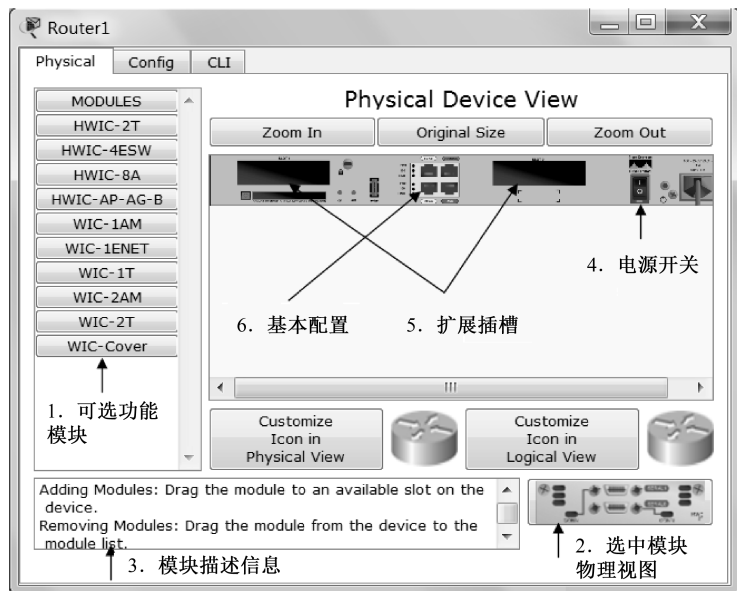 Router1
Physical
Config
CLI
MODULES
HWIC-2T
HWIC-4ESW
HWIC-8A
HWIC-AP-AG-B
WIC-1AM
WIC-1ENET
WIC-1T
WIC-2AM
WIC-2T
WIC-Cover
1. 可选功能
模块
Physical Device View
Zoom In
Original Size
Zoom Out
4. 电源开关
6. 基本配置
5. 扩展插槽
Customize
Icon in
Physical View
Customize
Icon in
Logical View
Adding Modules: Drag the module to an available slot on the
device.
Removing Modules: Drag the module from the device to the
module list.
3. 模块描述信息
2. 选中模块
物理视图